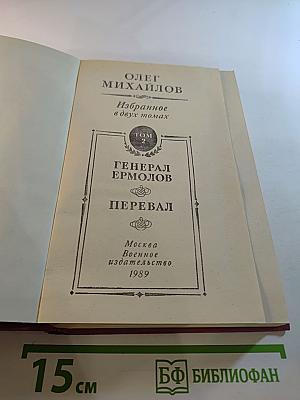 ОЛЕГ
МИХАЙЛОВ
Избранное
в двух томах
ТОМ
2
ГЕНЕРАЛ
ЕРМОЛОВ
ПЕРЕВАЛ
Москва
Военное
издательство
1989
15 см
БФ БИБЛИОФАН